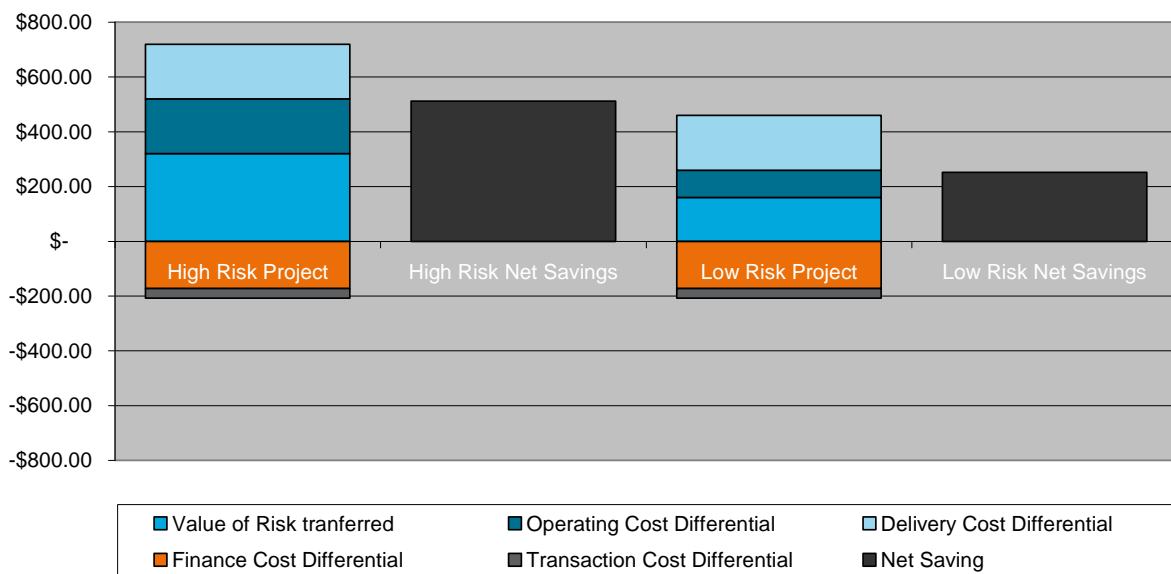 $800.00
$600.00
$400.00
$200.00
$-
-$200.00
-$400.00
-$600.00
-$800.00
High Risk Project
High Risk Net Savings
Low Risk Project
Low Risk Net Savings
Value of Risk tranferred
Operating Cost Differential
Delivery Cost Differential
Finance Cost Differential
Transaction Cost Differential
Net Saving